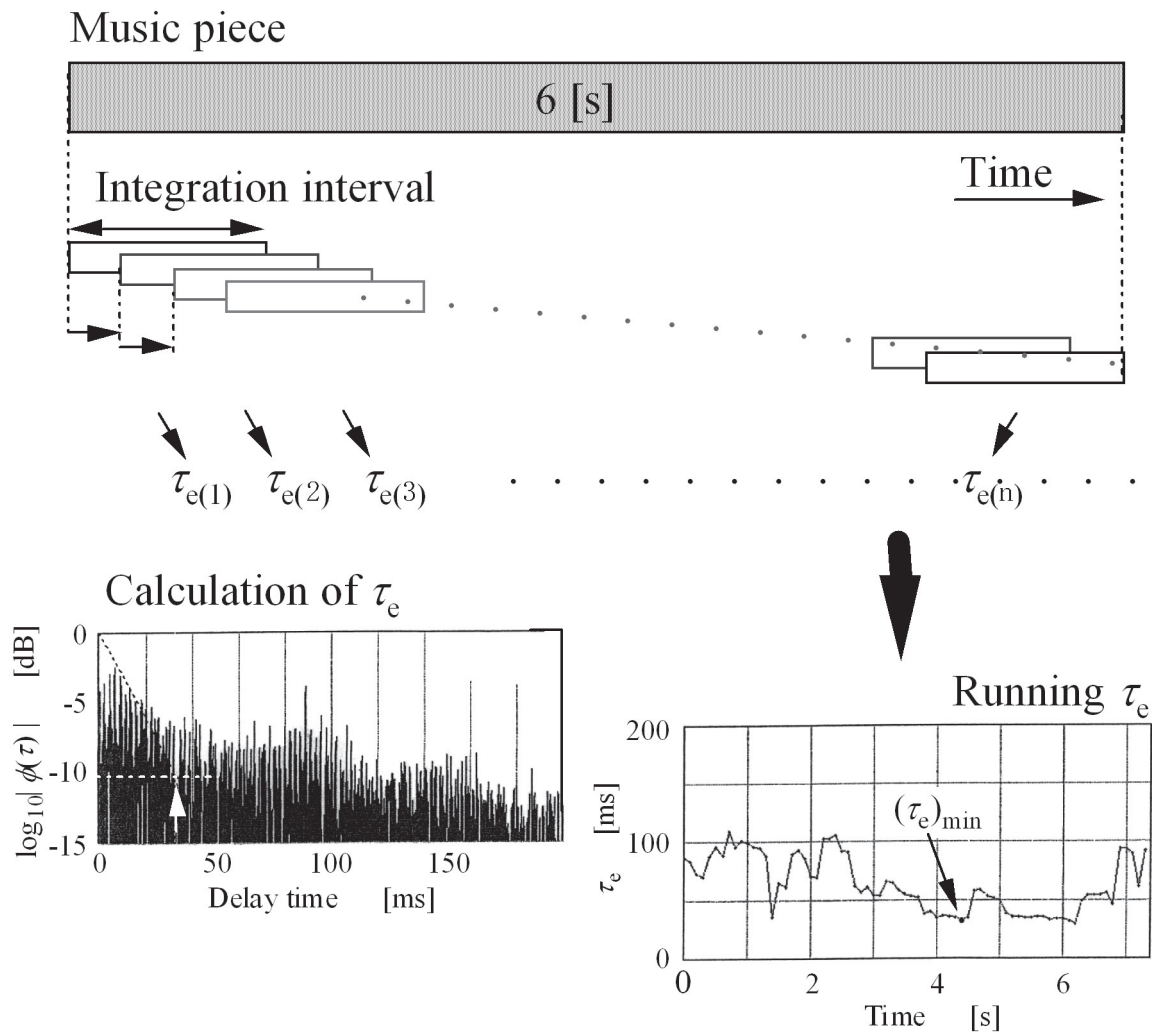 Music piece
6 [s]
Integration interval
Time
τe(1) τe(2) τe(3) τe(n)
Calculation of τe
log10| ϕ(τ) | [dB]
0
-5
-10
-15
0 50 100 150
Delay time [ms]
Running τe
τe [ms]
200
100
0
(τe)min
0 2 4 6
Time [s]